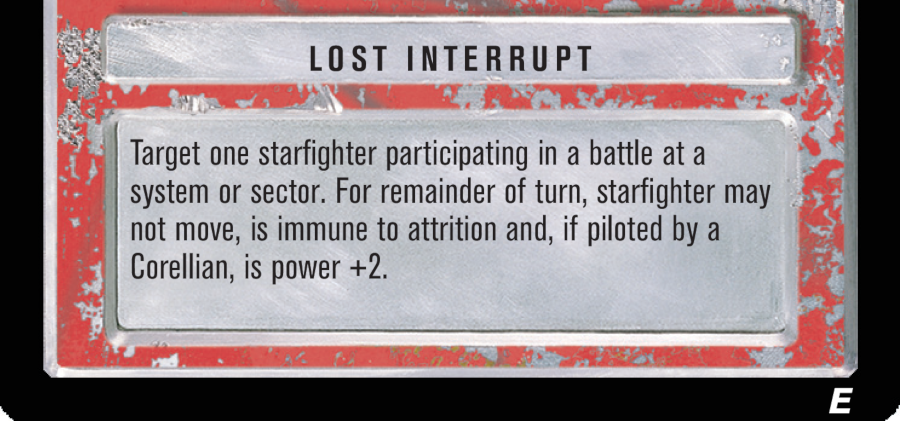 LOST INTERRUPT
Target one starfighter participating in a battle at a
system or sector. For remainder of turn, starfighter may
not move, is immune to attrition and, if piloted by a
Corellian, is power +2.
E